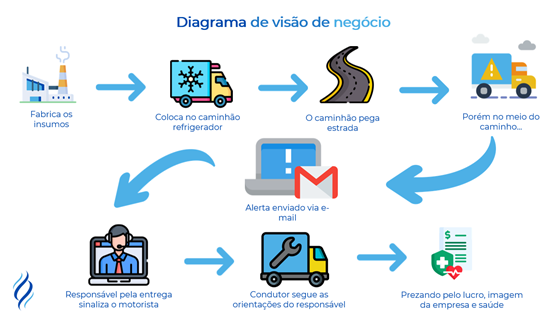 Diagrama de visão de negócio
Fabrica os
insumos
Coloca no caminhão
refrigerador
O caminhão pega
estrada
Porém no meio do
caminho...
Alerta enviado via e-
mail
Responsável pela entrega
sinaliza o motorista
Condutor segue as
orientações do responsável
Prezando pelo lucro, imagem
da empresa e saúde